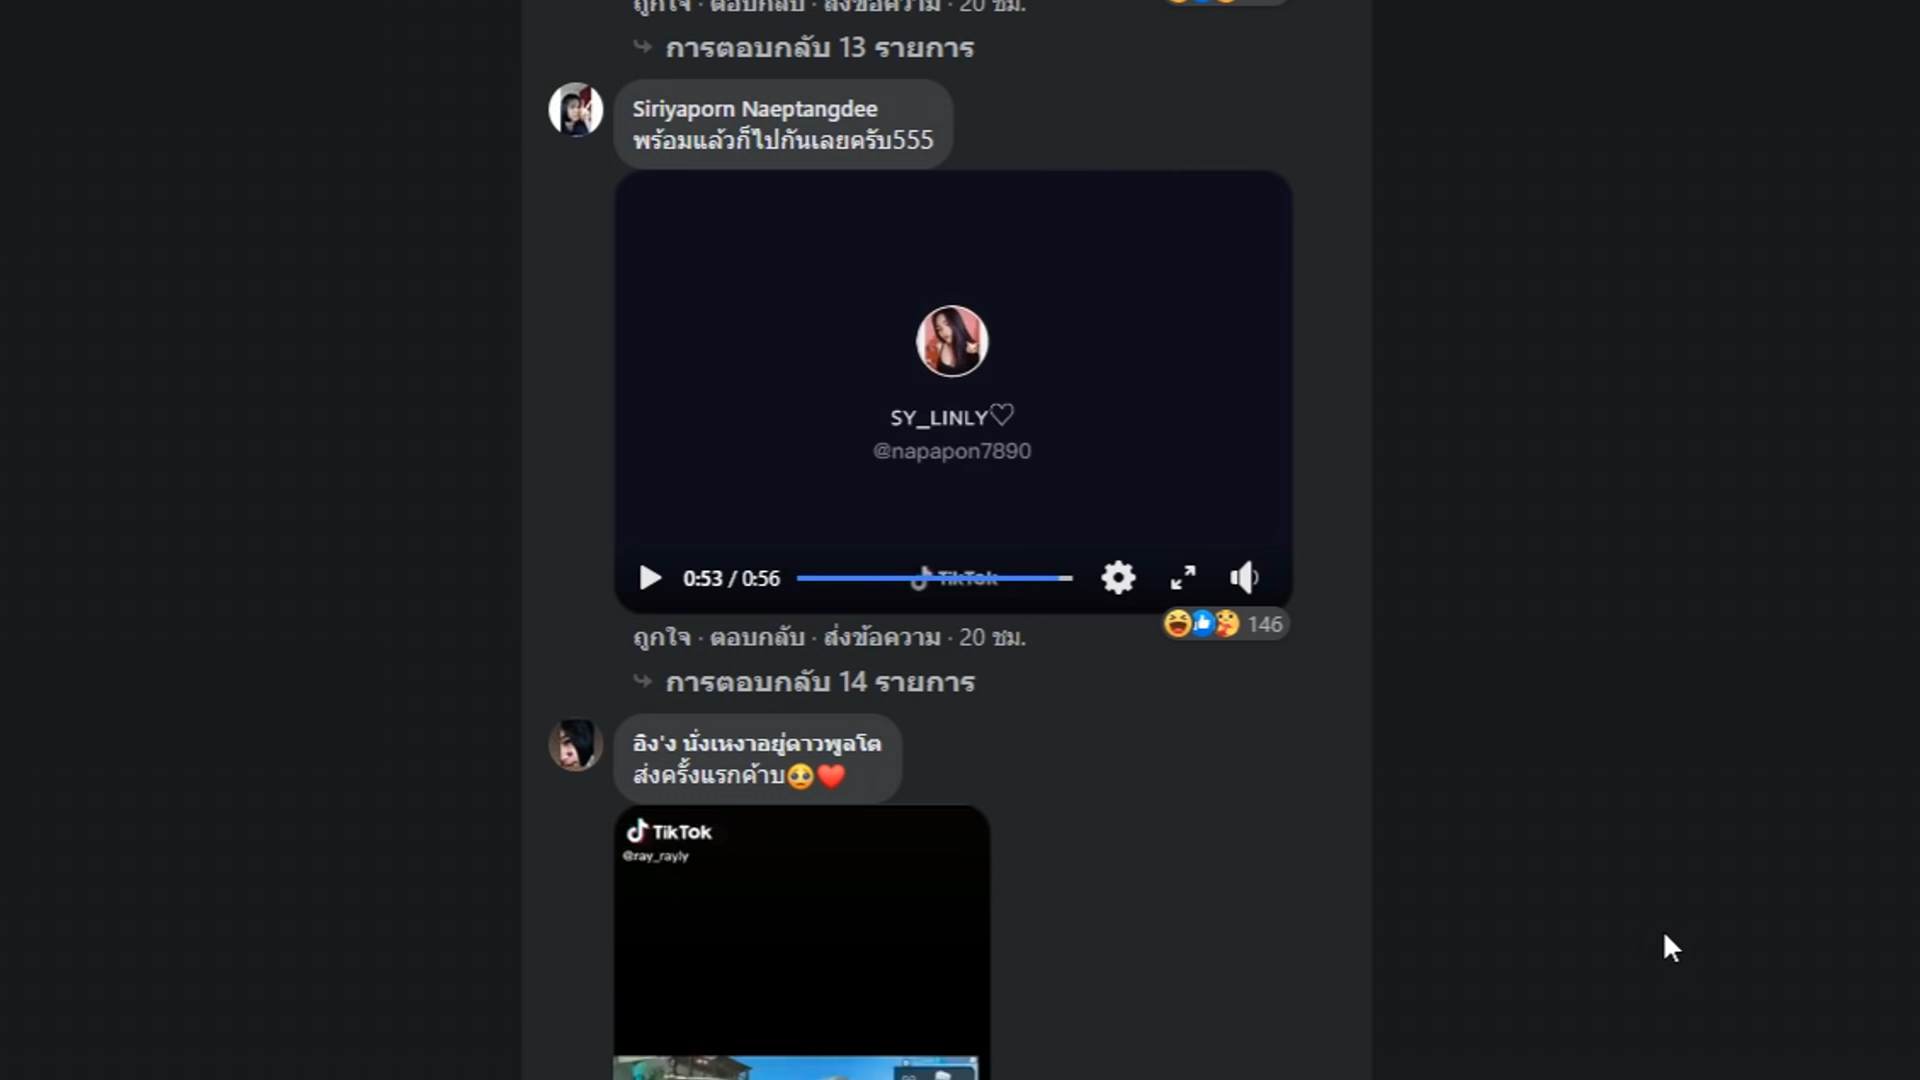 ถูกใจ · ตอบกลับ · ส่งข้อความ · 20 ชม.
การตอบกลับ 13 รายการ
Siriyaporn Naeptangdee
พร้อมแล้วก็ไปกันเลยครับ555
SY_LINLY♡
@napapon7890
0:53 / 0:56
TikTok
146
ถูกใจ · ตอบกลับ · ส่งข้อความ · 20 ชม.
การตอบกลับ 14 รายการ
อิง'ง นั่งเหงาอยู่ดาวพูลโต
ส่งครั้งแรกค้าบ🥺❤️
TikTok
@ray_rayly